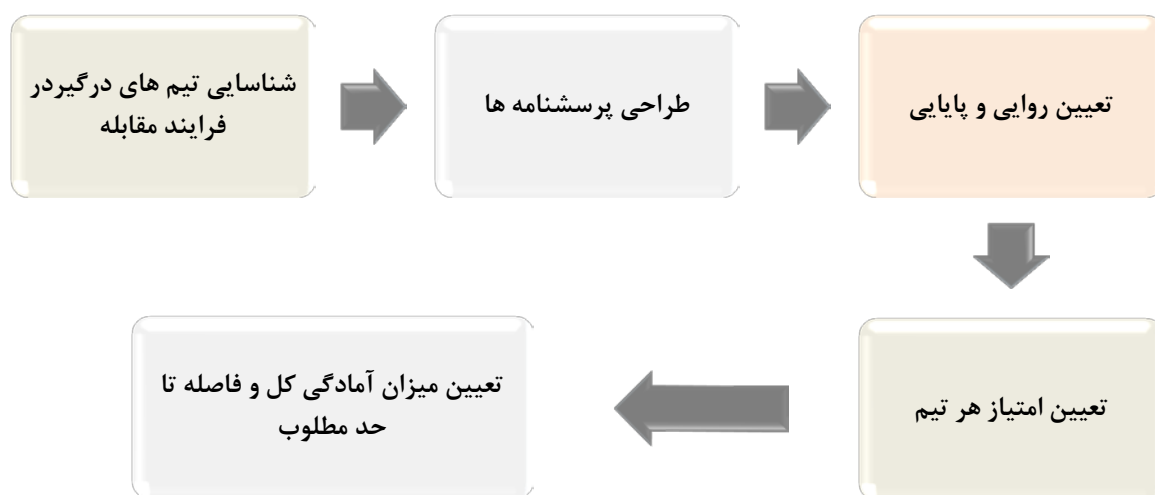 شناسایی تیم های درگیردر
فرایند مقابله
طراحی پرسشنامه ها
تعیین روایی و پایایی
تعیین امتیاز هر تیم
تعیین میزان آمادگی کل و فاصله تا
حد مطلوب